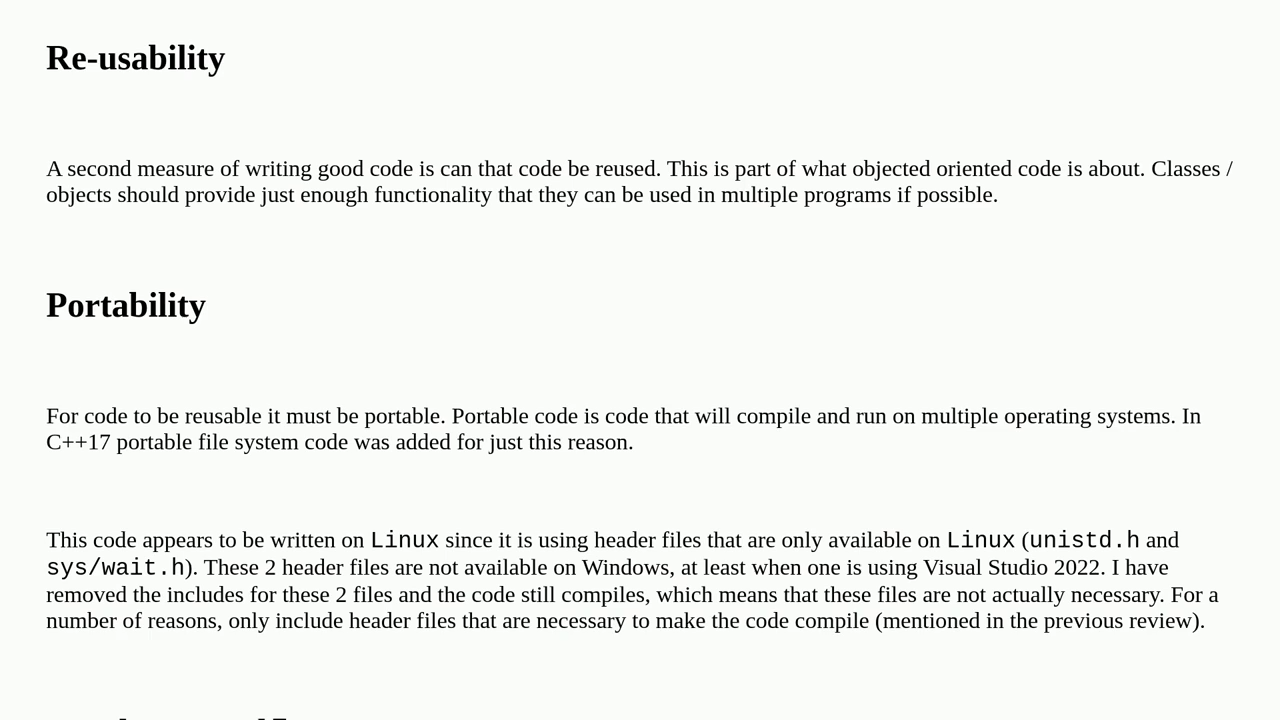 Re-usability
A second measure of writing good code is can that code be reused. This is part of what objected oriented code is about. Classes /
objects should provide just enough functionality that they can be used in multiple programs if possible.
Portability
For code to be reusable it must be portable. Portable code is code that will compile and run on multiple operating systems. In
C++17 portable file system code was added for just this reason.
This code appears to be written on Linux since it is using header files that are only available on Linux (unistd.h and
sys/wait.h). These 2 header files are not available on Windows, at least when one is using Visual Studio 2022. I have
removed the includes for these 2 files and the code still compiles, which means that these files are not actually necessary. For a
number of reasons, only include header files that are necessary to make the code compile (mentioned in the previous review).